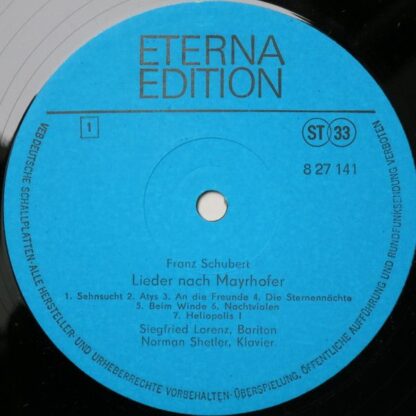 ETERNA
EDITION
1
ST 33
8 27 141
Franz Schubert
Lieder nach Mayrhofer
1. Sehnsucht 2. Atys 3. An die Freunde 4. Die Sternennächte
5. Beim Winde 6. Nachtviolen
7. Heliopolis I
Siegfried Lorenz, Bariton
Norman Shetler, Klavier
VEB DEUTSCHE SCHALLPLATTEN·ALLE HERSTELLER- UND URHEBERRECHTE VORBEHALTEN·ÜBERSPIELUNG, ÖFFENTLICHE AUFFÜHRUNG UND RUNDFUNKSENDUNG VERBOTEN